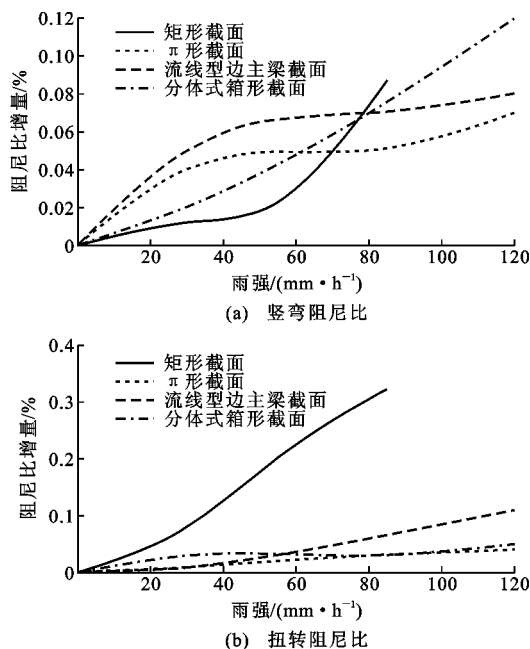 0.12
矩形截面
π形截面
0.10
流线型边主梁截面
分体式箱形截面
0.08
0.06
0.04
0.02
0
阻尼比增量/%
20 40 60 80 100 120
雨强/(mm·h⁻¹)
(a) 竖弯阻尼比
0.4
矩形截面
π形截面
流线型边主梁截面
分体式箱形截面
0.3
0.2
0.1
0
阻尼比增量/%
20 40 60 80 100 120
雨强/(mm·h⁻¹)
(b) 扭转阻尼比